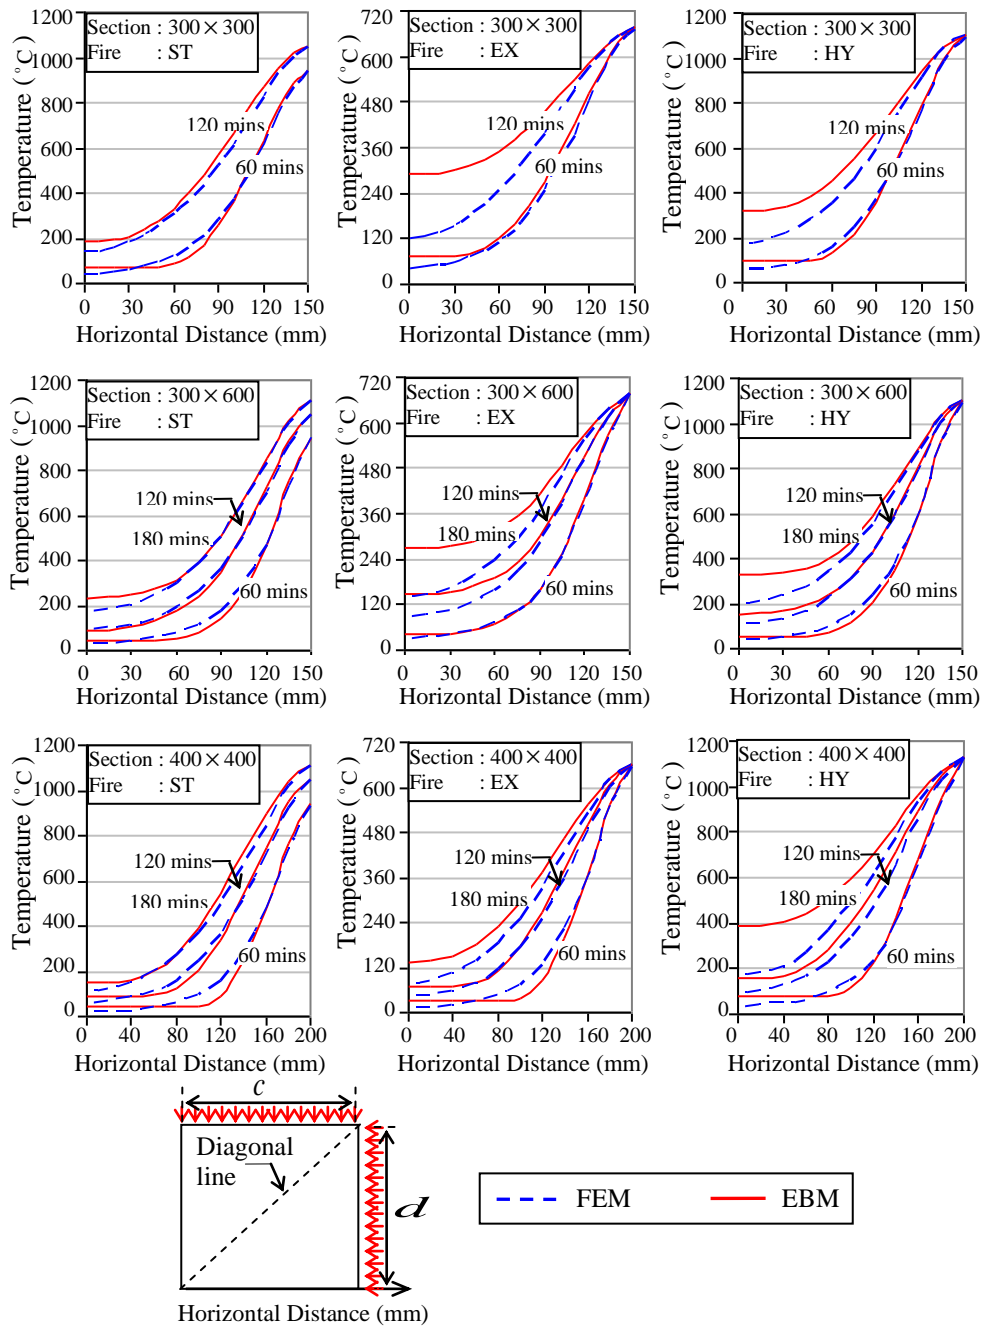 Section : 300×300
Fire : ST
Temperature (°C)
1200
1000
800
600
400
200
0
120 mins
60 mins
0 30 60 90 120 150
Horizontal Distance (mm)
Section : 300×300
Fire : EX
Temperature (°C)
720
600
480
360
240
120
0
120 mins
60 mins
0 30 60 90 120 150
Horizontal Distance (mm)
Section : 300×300
Fire : HY
Temperature (°C)
1200
1000
800
600
400
200
0
120 mins
60 mins
0 30 60 90 120 150
Horizontal Distance (mm)
Section : 300×600
Fire : ST
Temperature (°C)
1200
1000
800
600
400
200
0
120 mins
180 mins
60 mins
0 30 60 90 120 150
Horizontal Distance (mm)
Section : 300×600
Fire : EX
Temperature (°C)
720
600
480
360
240
120
0
120 mins
180 mins
60 mins
0 30 60 90 120 150
Horizontal Distance (mm)
Section : 300×600
Fire : HY
Temperature (°C)
1200
1000
800
600
400
200
0
120 mins
180 mins
60 mins
0 30 60 90 120 150
Horizontal Distance (mm)
Section : 400×400
Fire : ST
Temperature (°C)
1200
1000
800
600
400
200
0
120 mins
180 mins
60 mins
0 40 80 120 160 200
Horizontal Distance (mm)
Section : 400×400
Fire : EX
Temperature (°C)
720
600
480
360
240
120
0
120 mins
180 mins
60 mins
0 40 80 120 160 200
Horizontal Distance (mm)
Section : 400×400
Fire : HY
Temperature (°C)
1200
1000
800
600
400
200
0
120 mins
180 mins
60 mins
0 40 80 120 160 200
Horizontal Distance (mm)
c
Diagonal
line
d
Horizontal Distance (mm)
FEM EBM